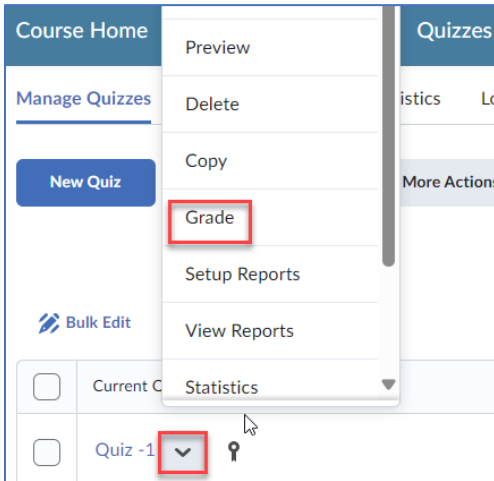 Course Home
Quizzes
Preview
Manage Quizzes
Delete
istics
Copy
New Quiz
More Actions
Grade
Setup Reports
Bulk Edit
View Reports
Current
Statistics
Quiz -1